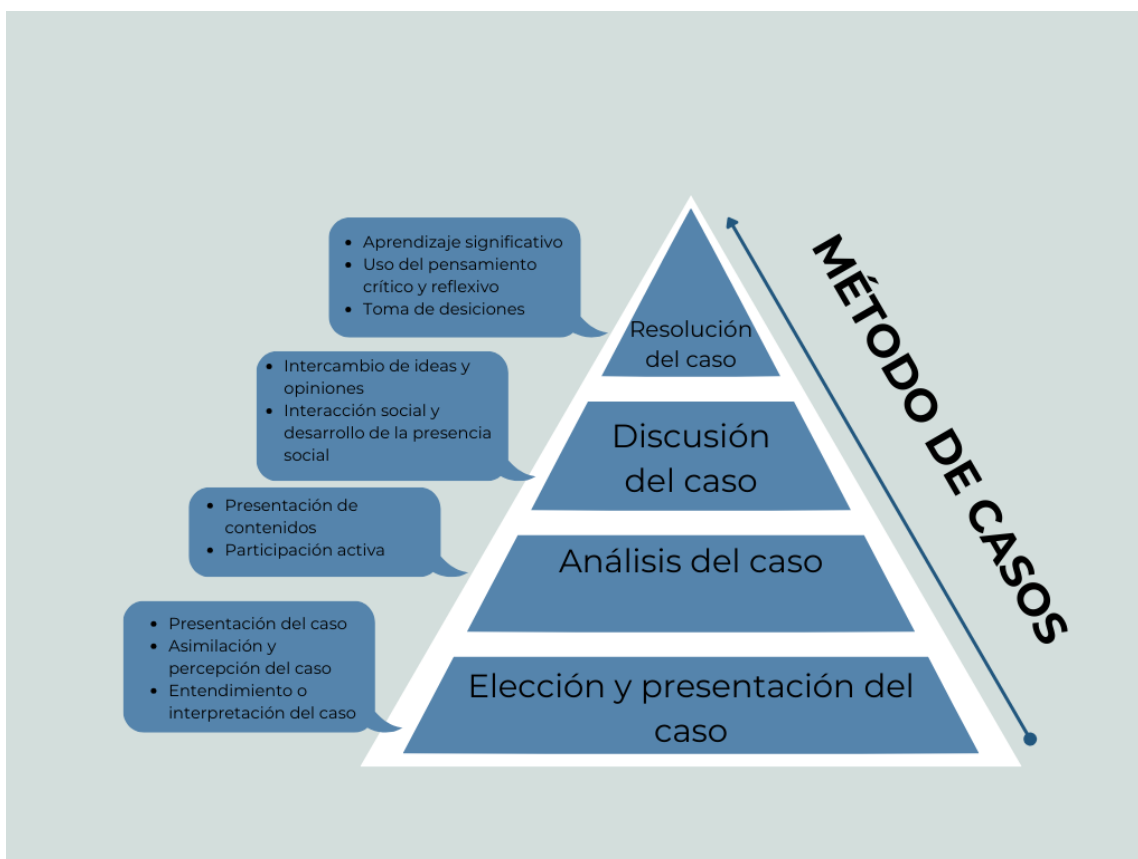 MÉTODO DE CASOS
• Aprendizaje significativo
• Uso del pensamiento
crítico y reflexivo
• Toma de desiciones
Resolución
del caso
• Intercambio de ideas y
opiniones
• Interacción social y
desarrollo de la presencia
social
Discusión
del caso
• Presentación de
contenidos
• Participación activa
Análisis del caso
• Presentación del caso
• Asimilación y
percepción del caso
• Entendimiento o
interpretación del caso
Elección y presentación del
caso